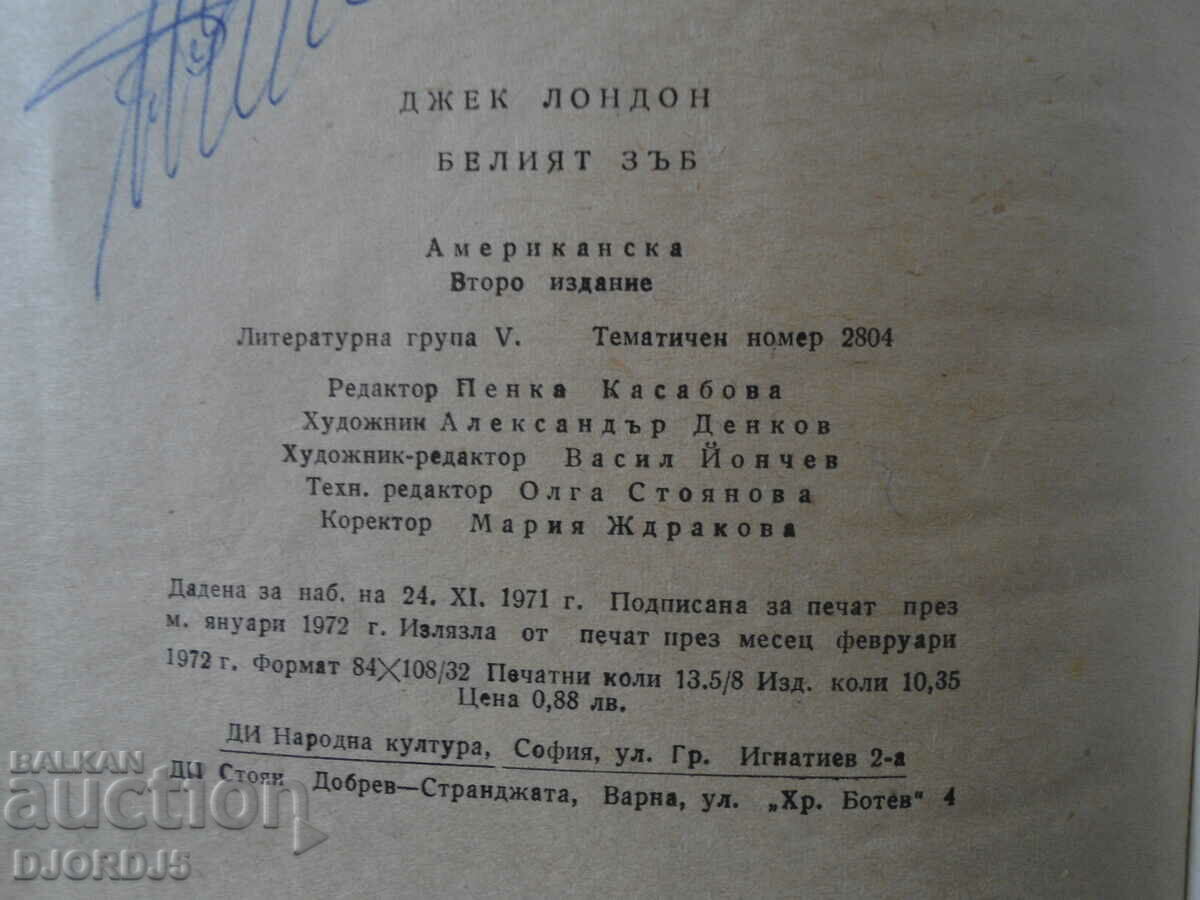 ДЖЕК ЛОНДОН
БЕЛИЯТ ЗЪБ
Американска
Второ издание
Литературна група V. Тематичен номер 2804
Редактор Пенка Касабова
Художник Александър Денков
Художник-редактор Васил Йончев
Техн. редактор Олга Стоянова
Коректор Мария Ждракова
Дадена за наб. на 24. XI. 1971 г. Подписана за печат през
м. януари 1972 г. Излязла от печат през месец февруари
1972 г. Формат 84×108/32 Печатни коли 13.5/8 Изд. коли 10,35
Цена 0,88 лв.
ДИ Народна култура, София, ул. Гр. Игнатиев 2-а
ДП Стоян Добрев—Странджата, Варна, ул. „Хр. Ботев“ 4
BALKAN
auction
DJORDJ5